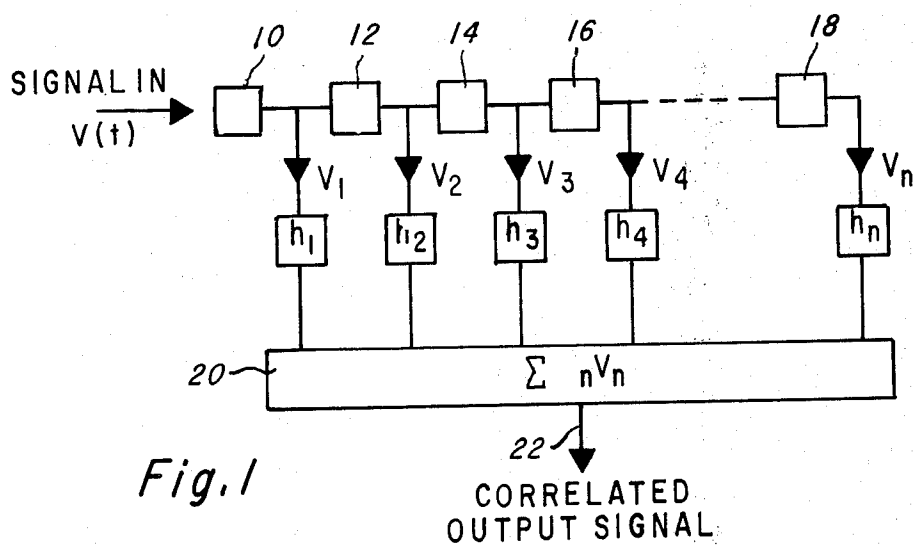 10 12 14 16 18
SIGNAL IN
V(t)
V1 V2 V3 V4 Vn
h1 h2 h3 h4 hn
20
Σ nVn
22
Fig. 1
CORRELATED
OUTPUT SIGNAL